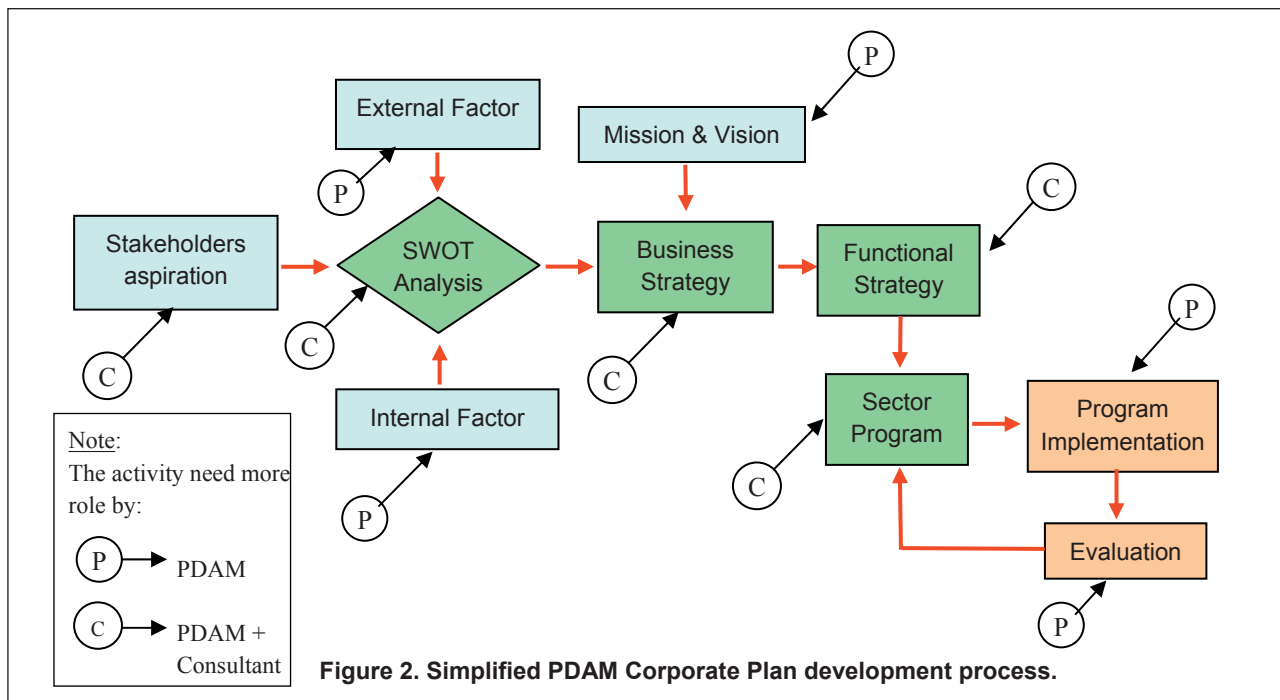 P
External Factor
Mission & Vision
P
C
Stakeholders
aspiration
SWOT
Analysis
Business
Strategy
Functional
Strategy
C
C
C
P
Internal Factor
Sector
Program
Program
Implementation
P
C
Evaluation
P
Note:
The activity need more
role by:
P
PDAM
C
PDAM +
Consultant
Figure 2. Simplified PDAM Corporate Plan development process.